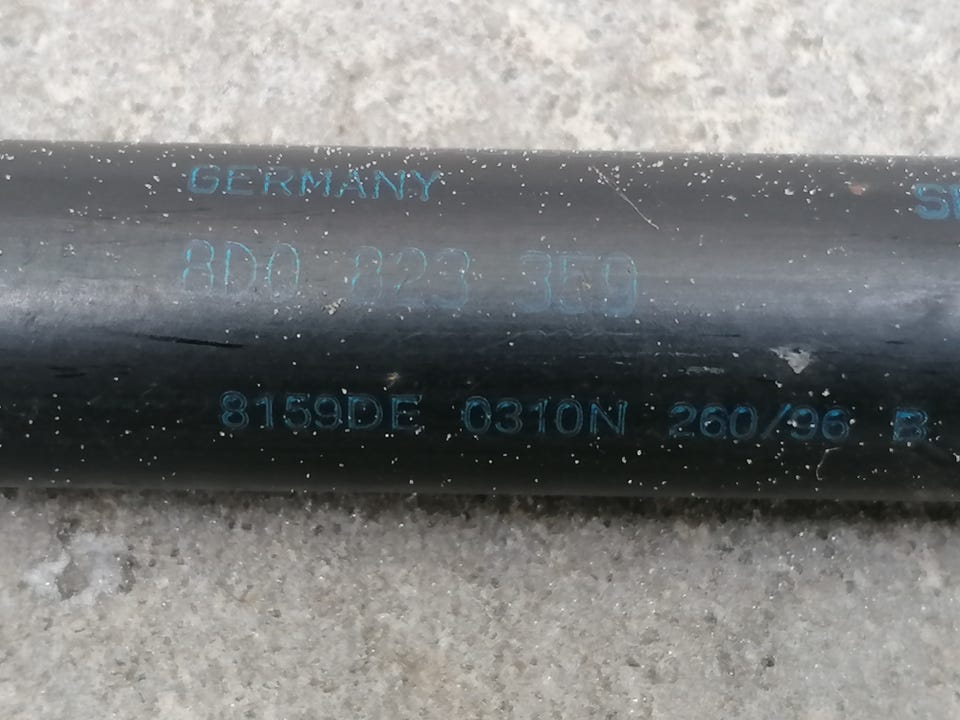 GERMANY
8D0 823 359
8159DE 0310N 260/96 B